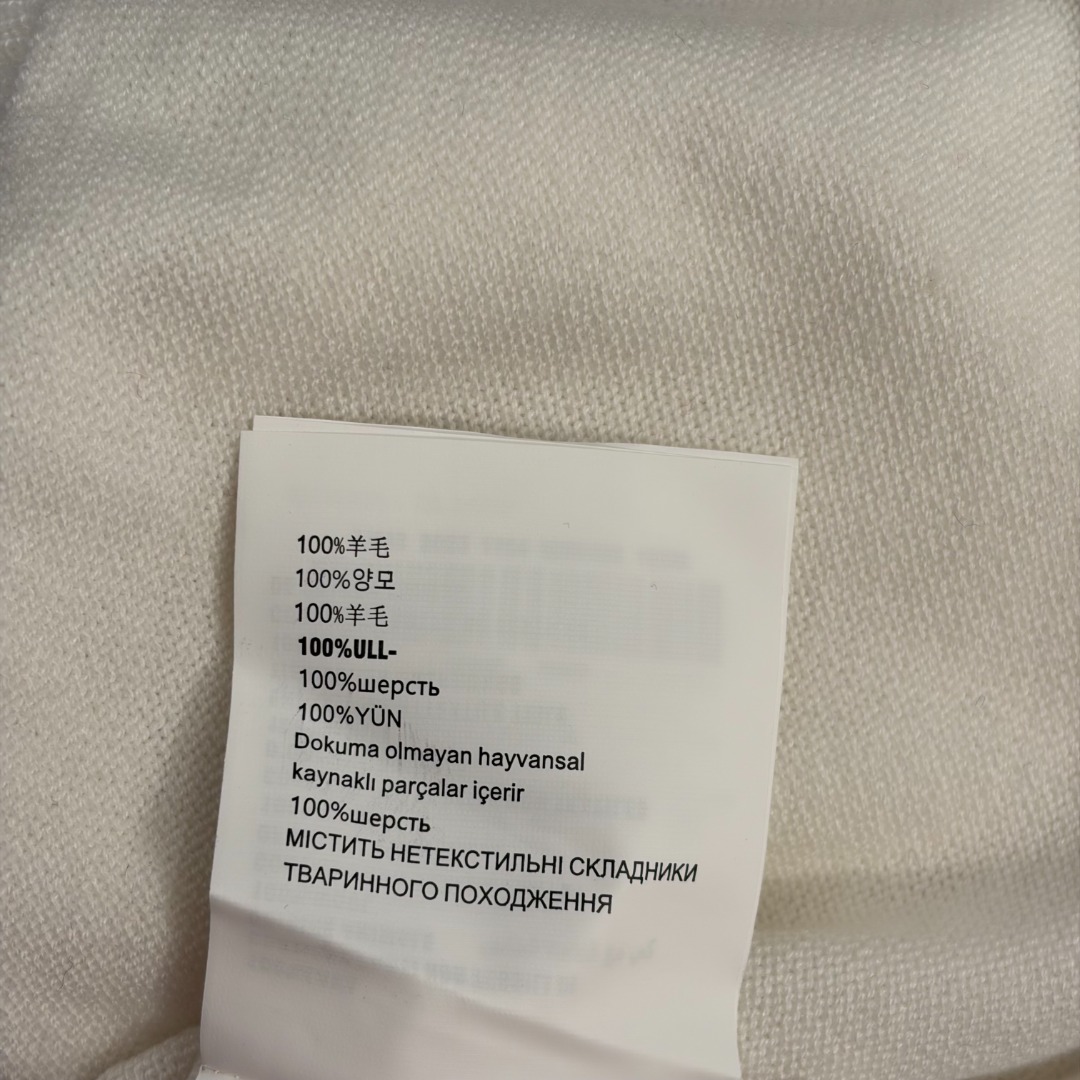 100%羊毛
100%양모
100%羊毛
100%ULL-
100%шерсть
100%YÜN
Dokuma olmayan hayvansal
kaynaklı parçalar içerir
100%шерсть
МІСТИТЬ НЕТЕКСТИЛЬНІ СКЛАДНИКИ
ТВАРИННОГО ПОХОДЖЕННЯ